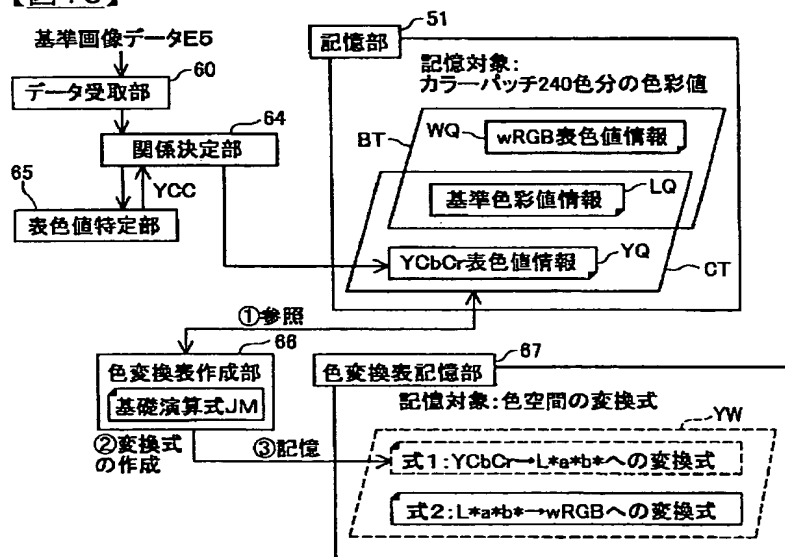 基準画像データE5
60
データ受取部
64
関係決定部
65
YCC
表色値特定部
51
記憶部
記憶対象:
カラーパッチ240色分の色彩値
BT
WQ
wRGB表色値情報
LQ
基準色彩値情報
YQ
YCbCr表色値情報
CT
①参照
66
色変換表作成部
基礎演算式JM
②変換式
の作成
③記憶
67
色変換表記憶部
記憶対象:色空間の変換式
YW
式1:YCbCr→L*a*b*への変換式
式2:L*a*b*→wRGBへの変換式